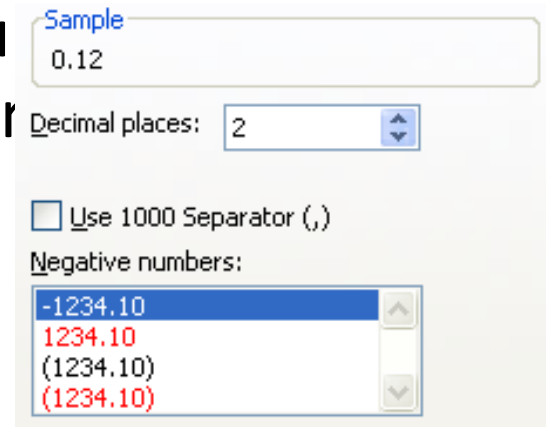 Sample
0.12
Decimal places: 2
Use 1000 Separator (,)
Negative numbers:
-1234.10
1234.10
(1234.10)
(1234.10)